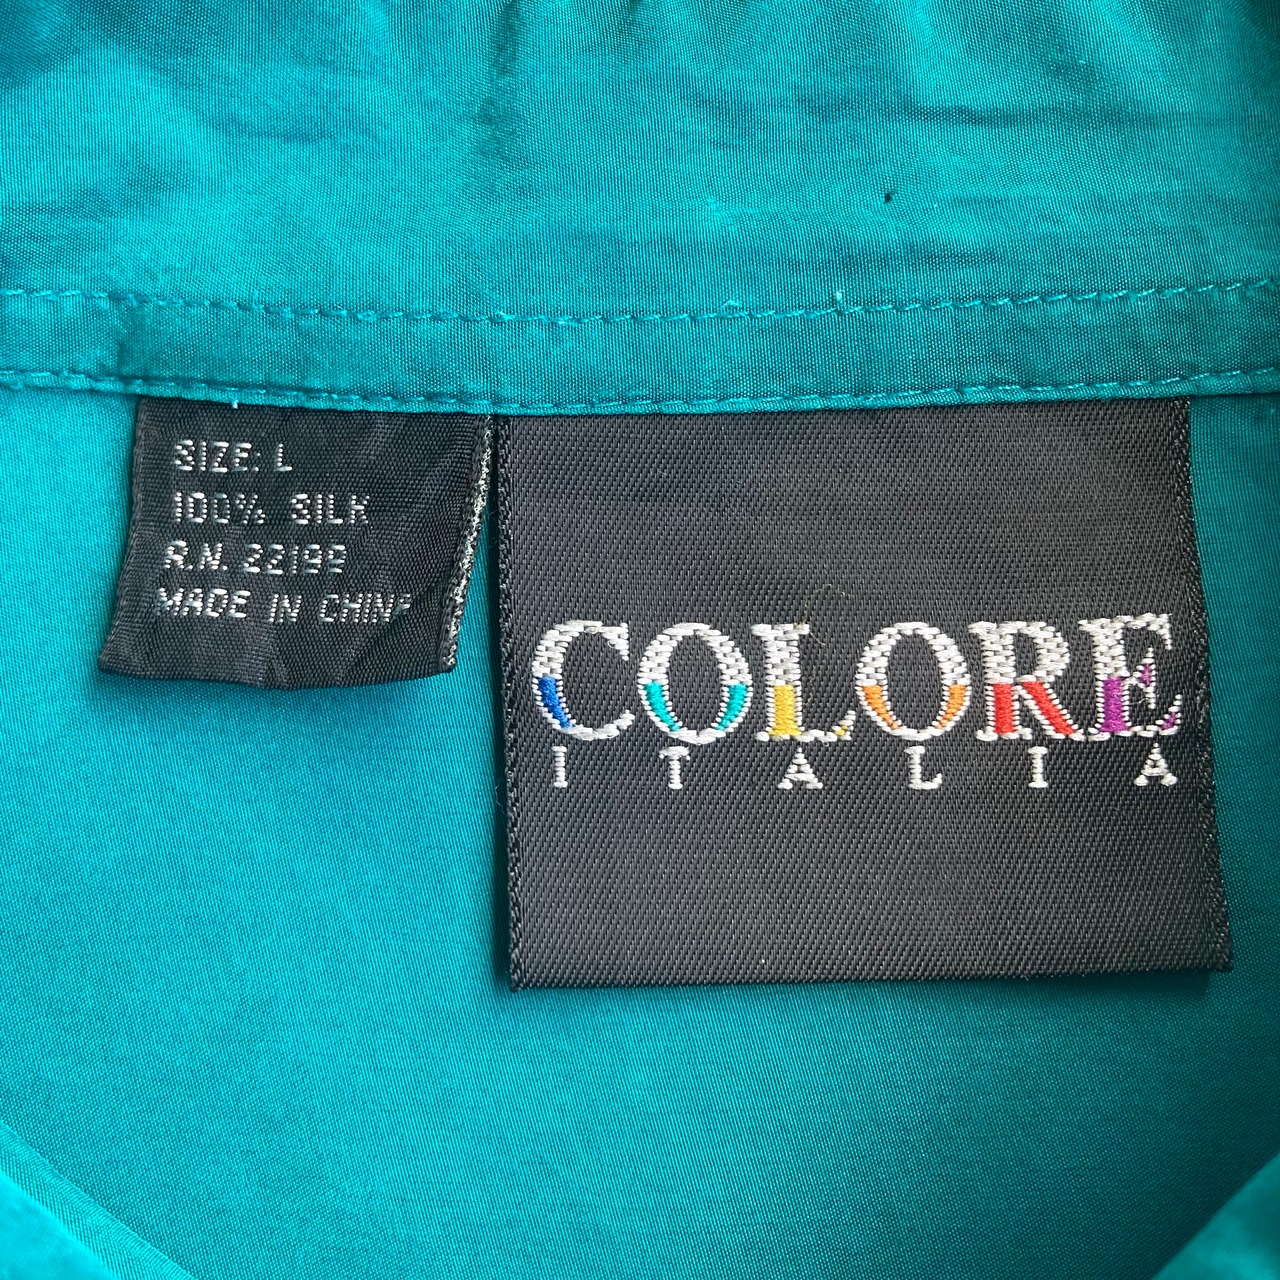 SIZE: L
100% SILK
R.N. 22199
MADE IN CHINA
COLORE
ITALIA